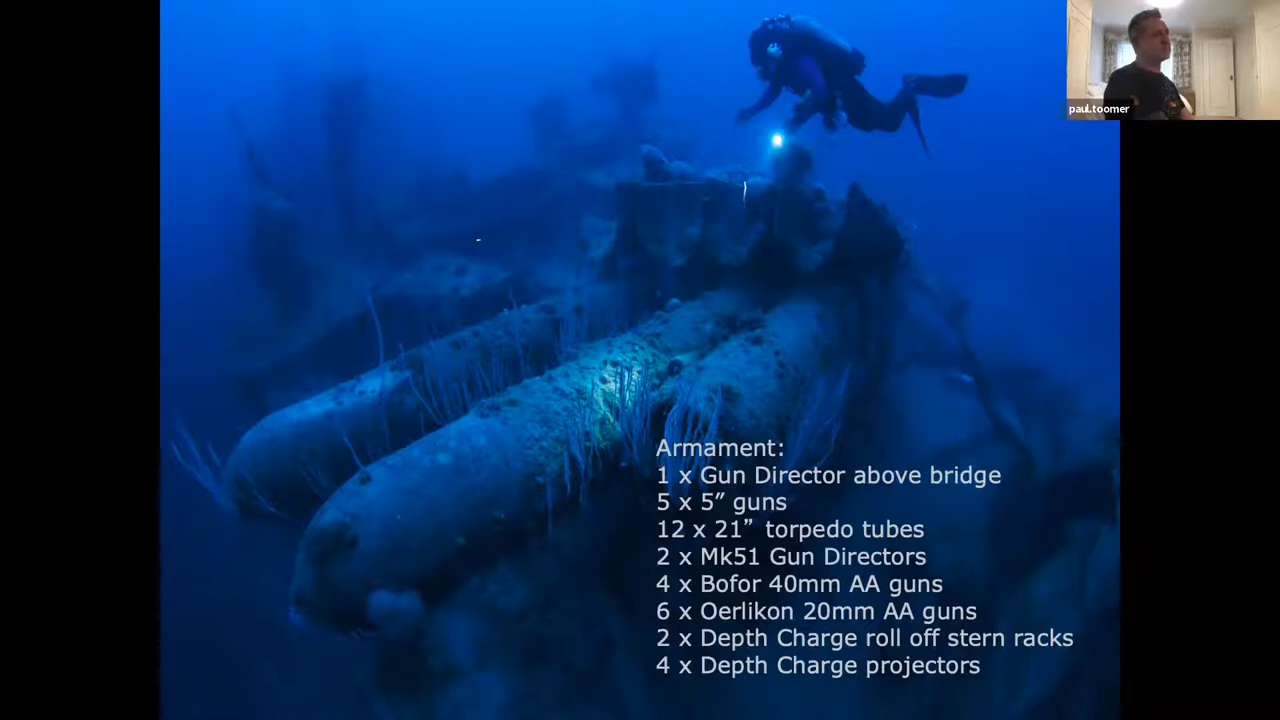 paul.toomer
Armament:
1 x Gun Director above bridge
5 x 5” guns
12 x 21” torpedo tubes
2 x Mk51 Gun Directors
4 x Bofor 40mm AA guns
6 x Oerlikon 20mm AA guns
2 x Depth Charge roll off stern racks
4 x Depth Charge projectors